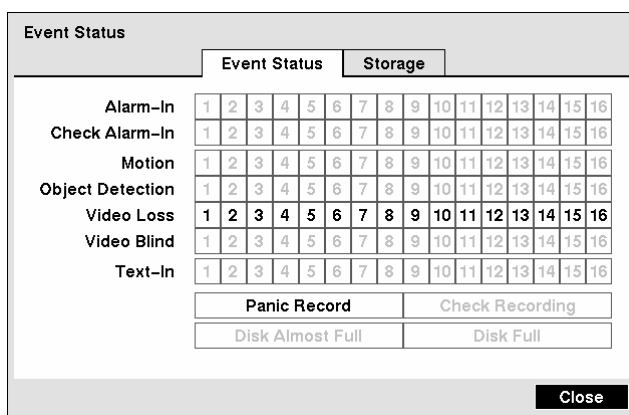 Event Status
Event Status Storage
Alarm-In 1 2 3 4 5 6 7 8 9 10 11 12 13 14 15 16
Check Alarm-In 1 2 3 4 5 6 7 8 9 10 11 12 13 14 15 16
Motion 1 2 3 4 5 6 7 8 9 10 11 12 13 14 15 16
Object Detection 1 2 3 4 5 6 7 8 9 10 11 12 13 14 15 16
Video Loss 1 2 3 4 5 6 7 8 9 10 11 12 13 14 15 16
Video Blind 1 2 3 4 5 6 7 8 9 10 11 12 13 14 15 16
Text-In 1 2 3 4 5 6 7 8 9 10 11 12 13 14 15 16
Panic Record Check Recording
Disk Almost Full Disk Full
Close